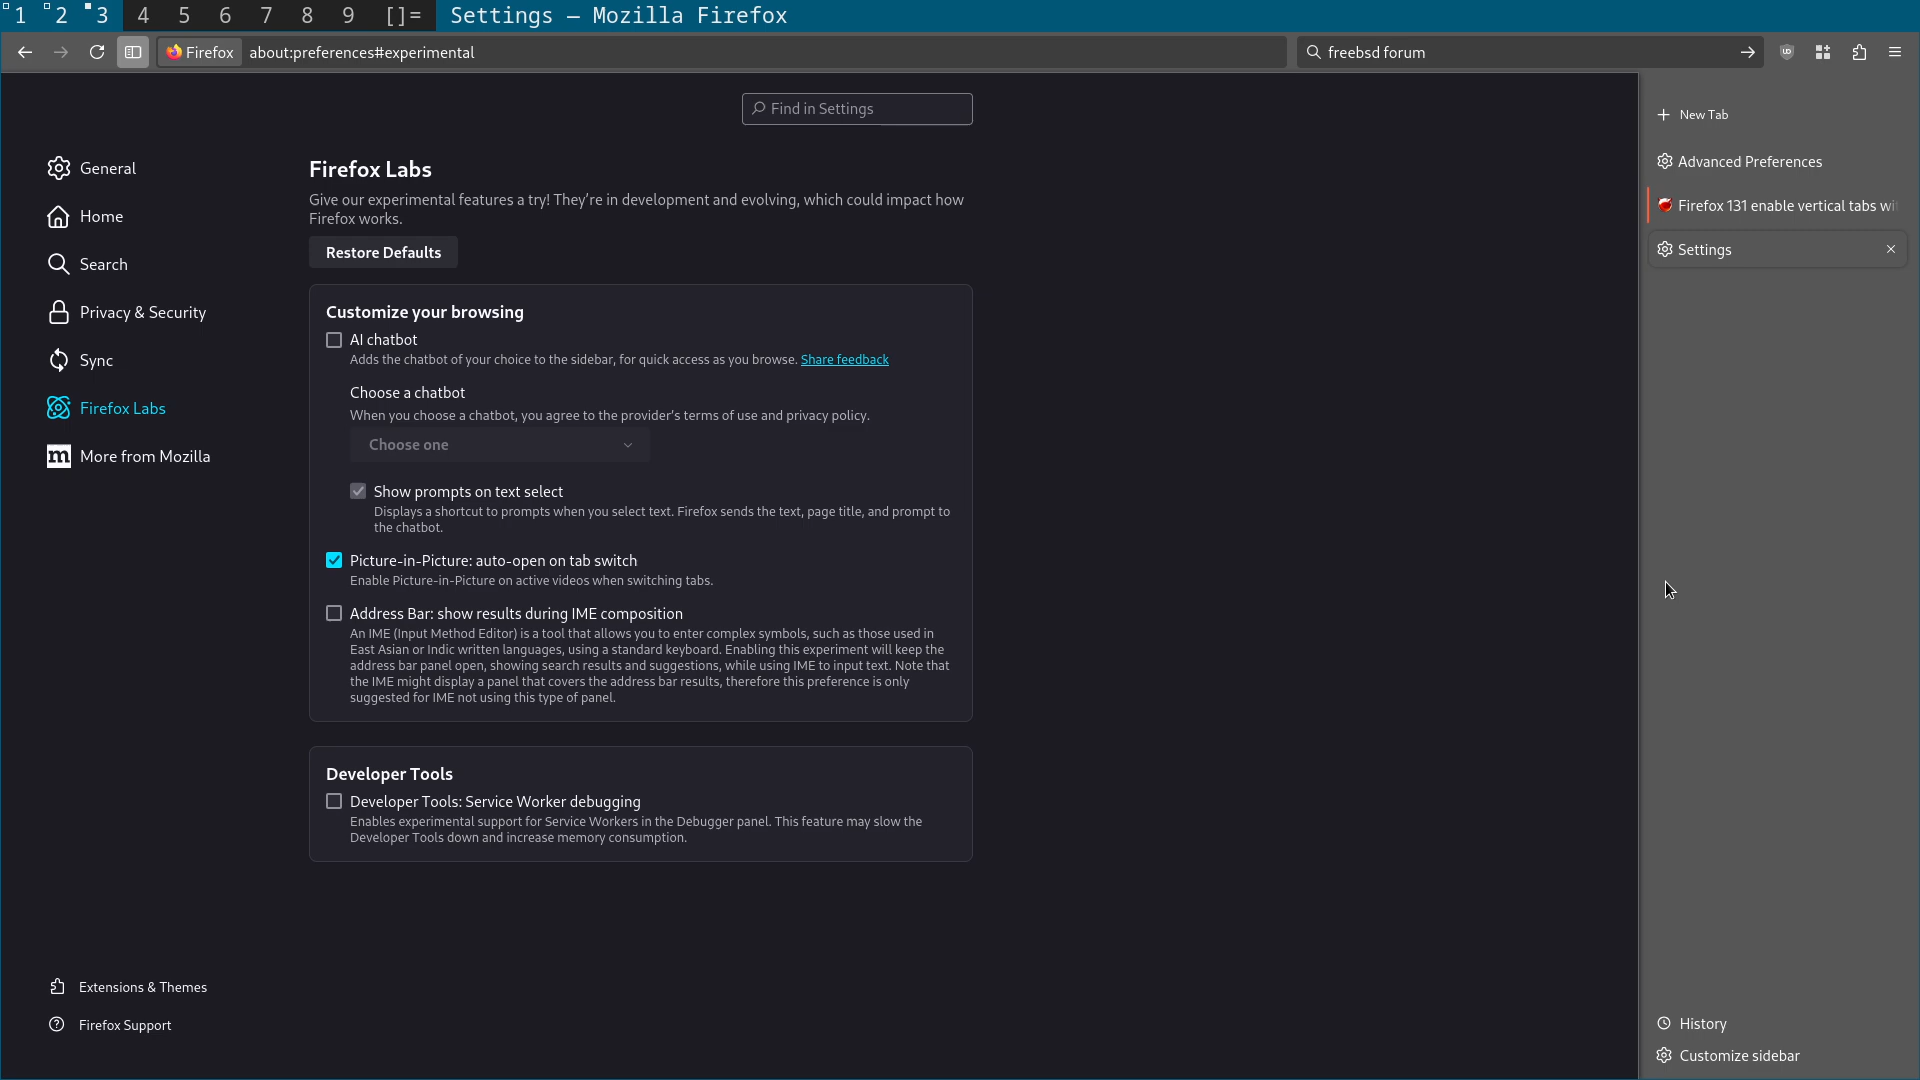 1 2 3 4 5 6 7 8 9 []= Settings — Mozilla Firefox
Firefox about:preferences#experimental freebsd forum
Find in Settings
General
Home
Search
Privacy & Security
Sync
Firefox Labs
More from Mozilla
Extensions & Themes
Firefox Support
Firefox Labs
Give our experimental features a try! They’re in development and evolving, which could impact how
Firefox works.
Restore Defaults
Customize your browsing
AI chatbot
Adds the chatbot of your choice to the sidebar, for quick access as you browse. Share feedback
Choose a chatbot
When you choose a chatbot, you agree to the provider’s terms of use and privacy policy.
Choose one
Show prompts on text select
Displays a shortcut to prompts when you select text. Firefox sends the text, page title, and prompt to
the chatbot.
Picture-in-Picture: auto-open on tab switch
Enable Picture-in-Picture on active videos when switching tabs.
Address Bar: show results during IME composition
An IME (Input Method Editor) is a tool that allows you to enter complex symbols, such as those used in
East Asian or Indic written languages, using a standard keyboard. Enabling this experiment will keep the
address bar panel open, showing search results and suggestions, while using IME to input text. Note that
the IME might display a panel that covers the address bar results, therefore this preference is only
suggested for IME not using this type of panel.
Developer Tools
Developer Tools: Service Worker debugging
Enables experimental support for Service Workers in the Debugger panel. This feature may slow the
Developer Tools down and increase memory consumption.
New Tab
Advanced Preferences
Firefox 131 enable vertical tabs wi
Settings
History
Customize sidebar